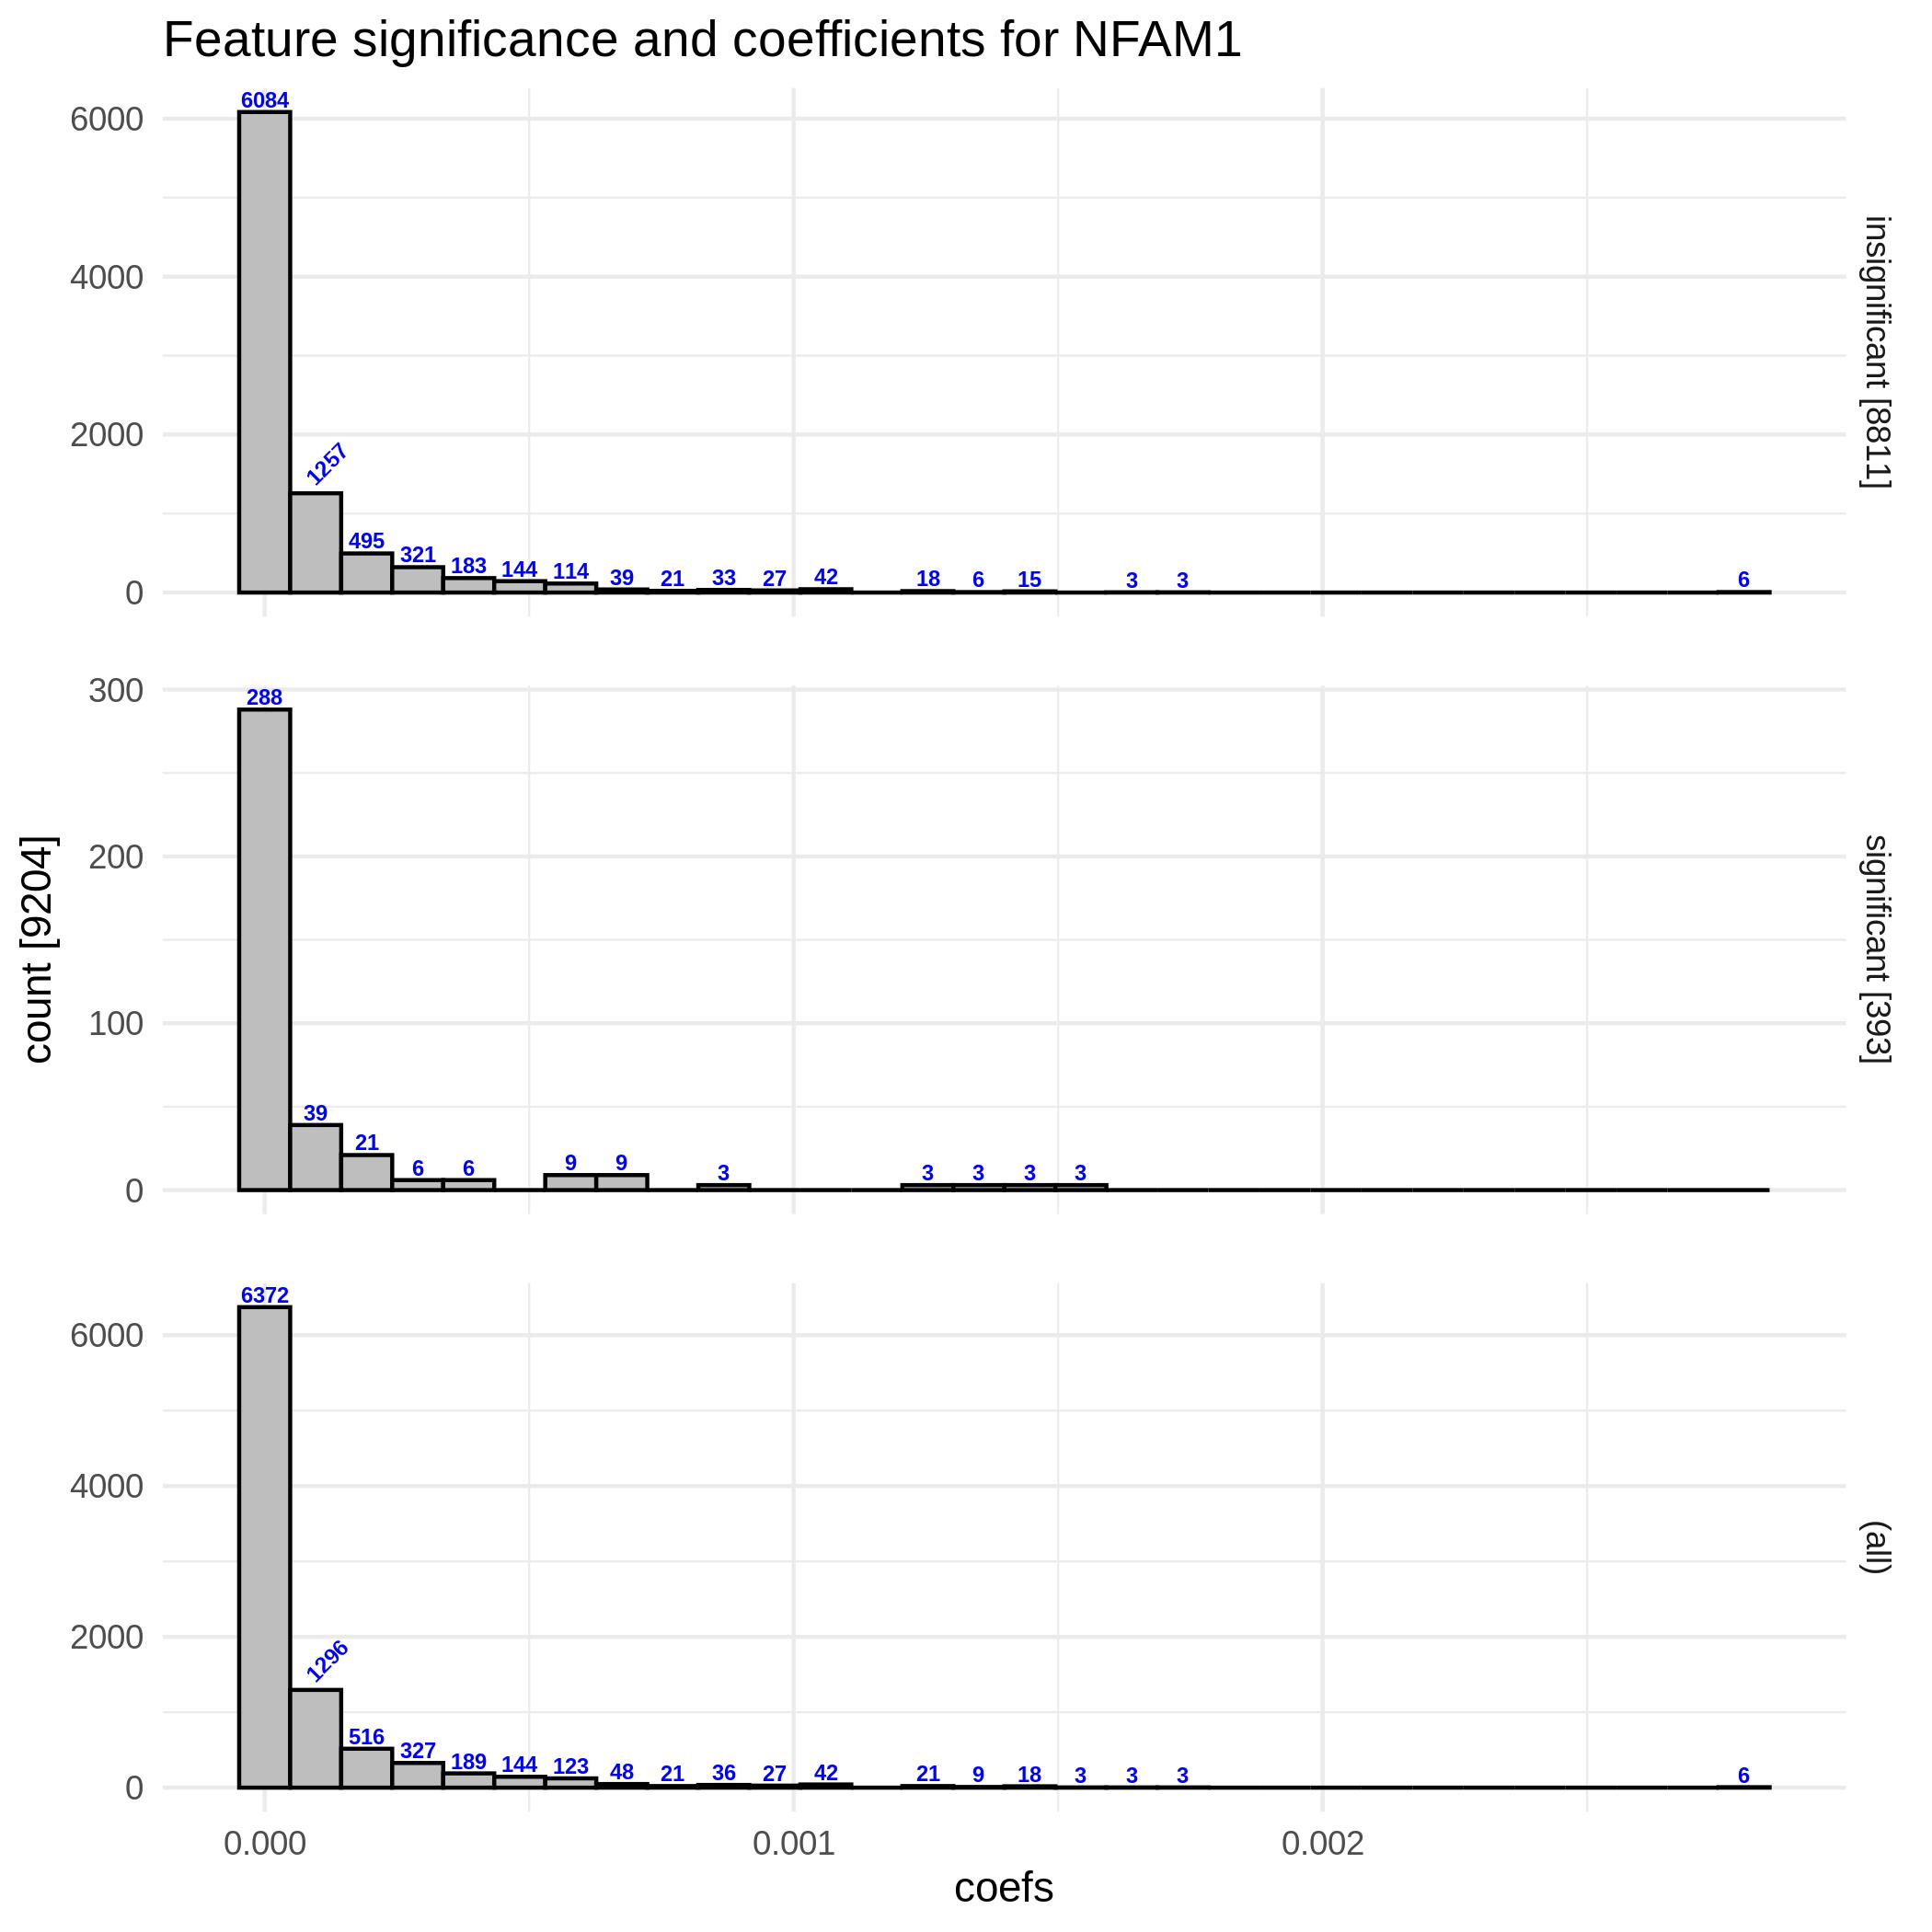 Feature significance and coefficients for NFAM1
6084
6000
4000
2000
0
1257
495 321 183 144 114 39 21 33 27 42 18 6 15 3 3 6
insignificant [8811]
count [9204]
300
200
100
0
288
39 21 6 6 9 9 3 3 3 3 3
significant [393]
6372
6000
4000
2000
0
1296
516 327 189 144 123 48 21 36 27 42 21 9 18 3 3 3 6
(all)
0.000 0.001 0.002
coefs